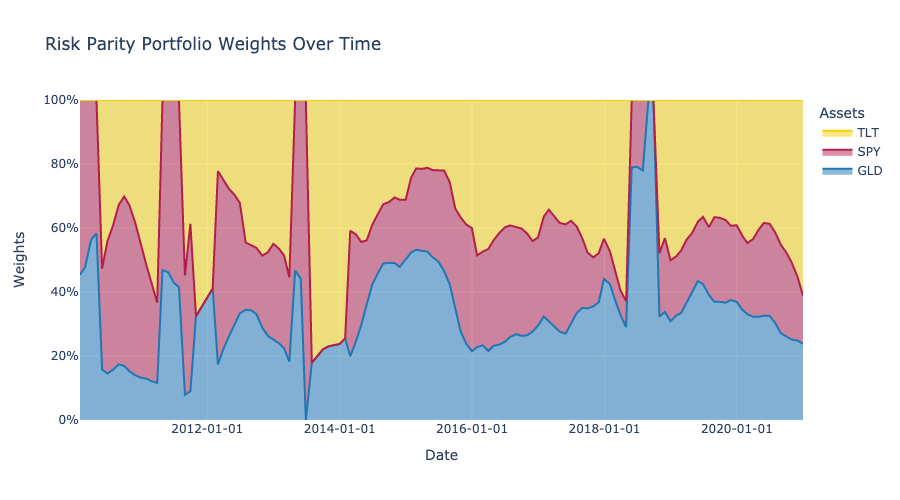 Risk Parity Portfolio Weights Over Time
100%
80%
60%
40%
20%
0%
Weights
2012-01-01
2014-01-01
2016-01-01
2018-01-01
2020-01-01
Date
Assets
TLT
SPY
GLD